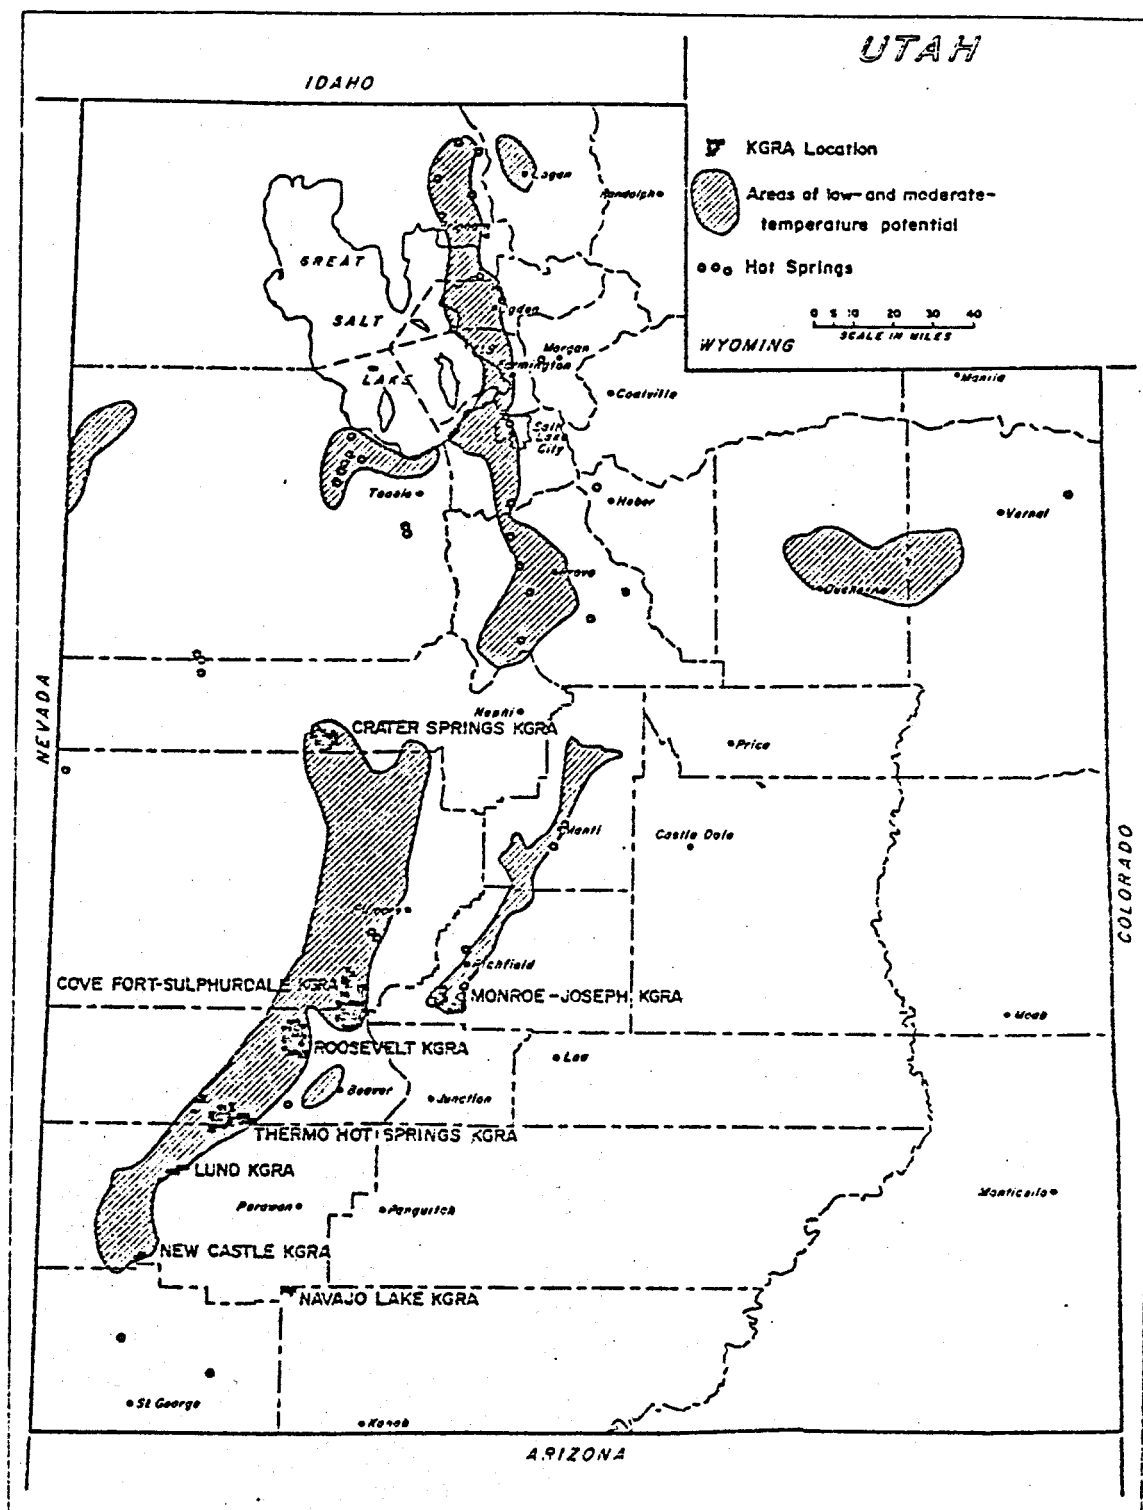 UTAH
IDAHO
KGRA Location
Areas of low-and moderate-
temperature potential
Hot Springs
0 5 10 20 30 40
SCALE IN MILES
WYOMING
Logan
Randolph
GREAT
SALT
LAKE
Ogden
Morgan
Farmington
Coalville
Manila
Salt
Lake
City
Tooele
Heber
Vernal
Provo
Duchesne
NEVADA
Nephi
CRATER SPRINGS KGRA
Price
Manti
Castle Dale
COLORADO
Fillmore
Richfield
COVE FORT-SULPHURDALE KGRA
MONROE-JOSEPH KGRA
Moab
ROOSEVELT KGRA
Loa
Beaver
Junction
THERMO HOT SPRINGS KGRA
LUND KGRA
Parowan
Panguitch
Monticello
NEW CASTLE KGRA
NAVAJO LAKE KGRA
St George
Kanab
ARIZONA